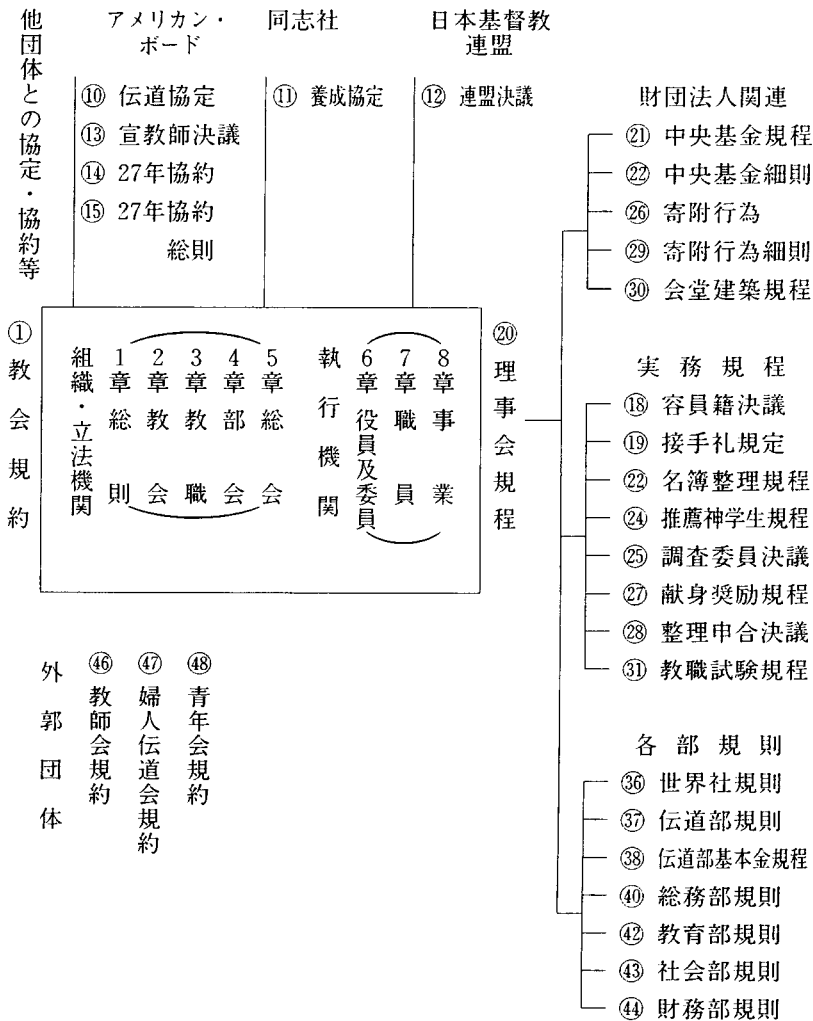 他団体との協定・協約等
アメリカン・
ボード
⑩ 伝道協定
⑬ 宣教師決議
⑭ 27年協約
⑮ 27年協約
総則
同志社
⑪ 養成協定
日本基督教
連盟
⑫ 連盟決議
①教会規約
組織・立法機関
1章総則
2章教会
3章教職
4章部会
5章総会
執行機関
6章役員及委員
7章職員
8章事業
⑳理事会規程
財団法人関連
㉑ 中央基金規程
㉒ 中央基金細則
㉖ 寄附行為
㉙ 寄附行為細則
㉚ 会堂建築規程
実務規程
⑱ 容員籍決議
⑲ 接手礼規定
㉒ 名簿整理規程
㉔ 推薦神学生規程
㉕ 調査委員決議
㉗ 献身奨励規程
㉘ 整理申合決議
㉛ 教職試験規程
各部規則
㊱ 世界社規則
㊲ 伝道部規則
㊳ 伝道部基本金規程
㊵ 総務部規則
㊷ 教育部規則
㊸ 社会部規則
㊹ 財務部規則
外郭団体
㊻教師会規約
㊼婦人伝道会規約
㊽青年会規約